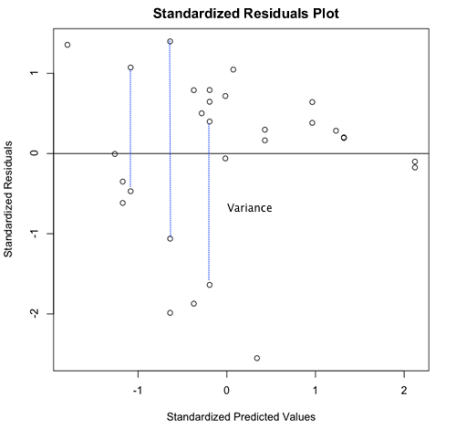 Standardized Residuals Plot
1
0
-1
-2
Standardized Residuals
Variance
-1
0
1
2
Standardized Predicted Values